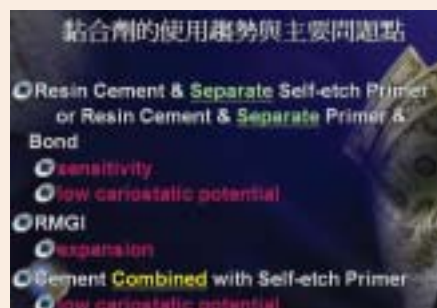 黏合劑的使用趨勢與主要問題點
Resin Cement & Separate Self-etch Primer
or Resin Cement & Separate Primer &
Bond
sensitivity
low cariostatic potential
RMGI
expansion
Cement Combined with Self-etch Primer
low cariostatic potential